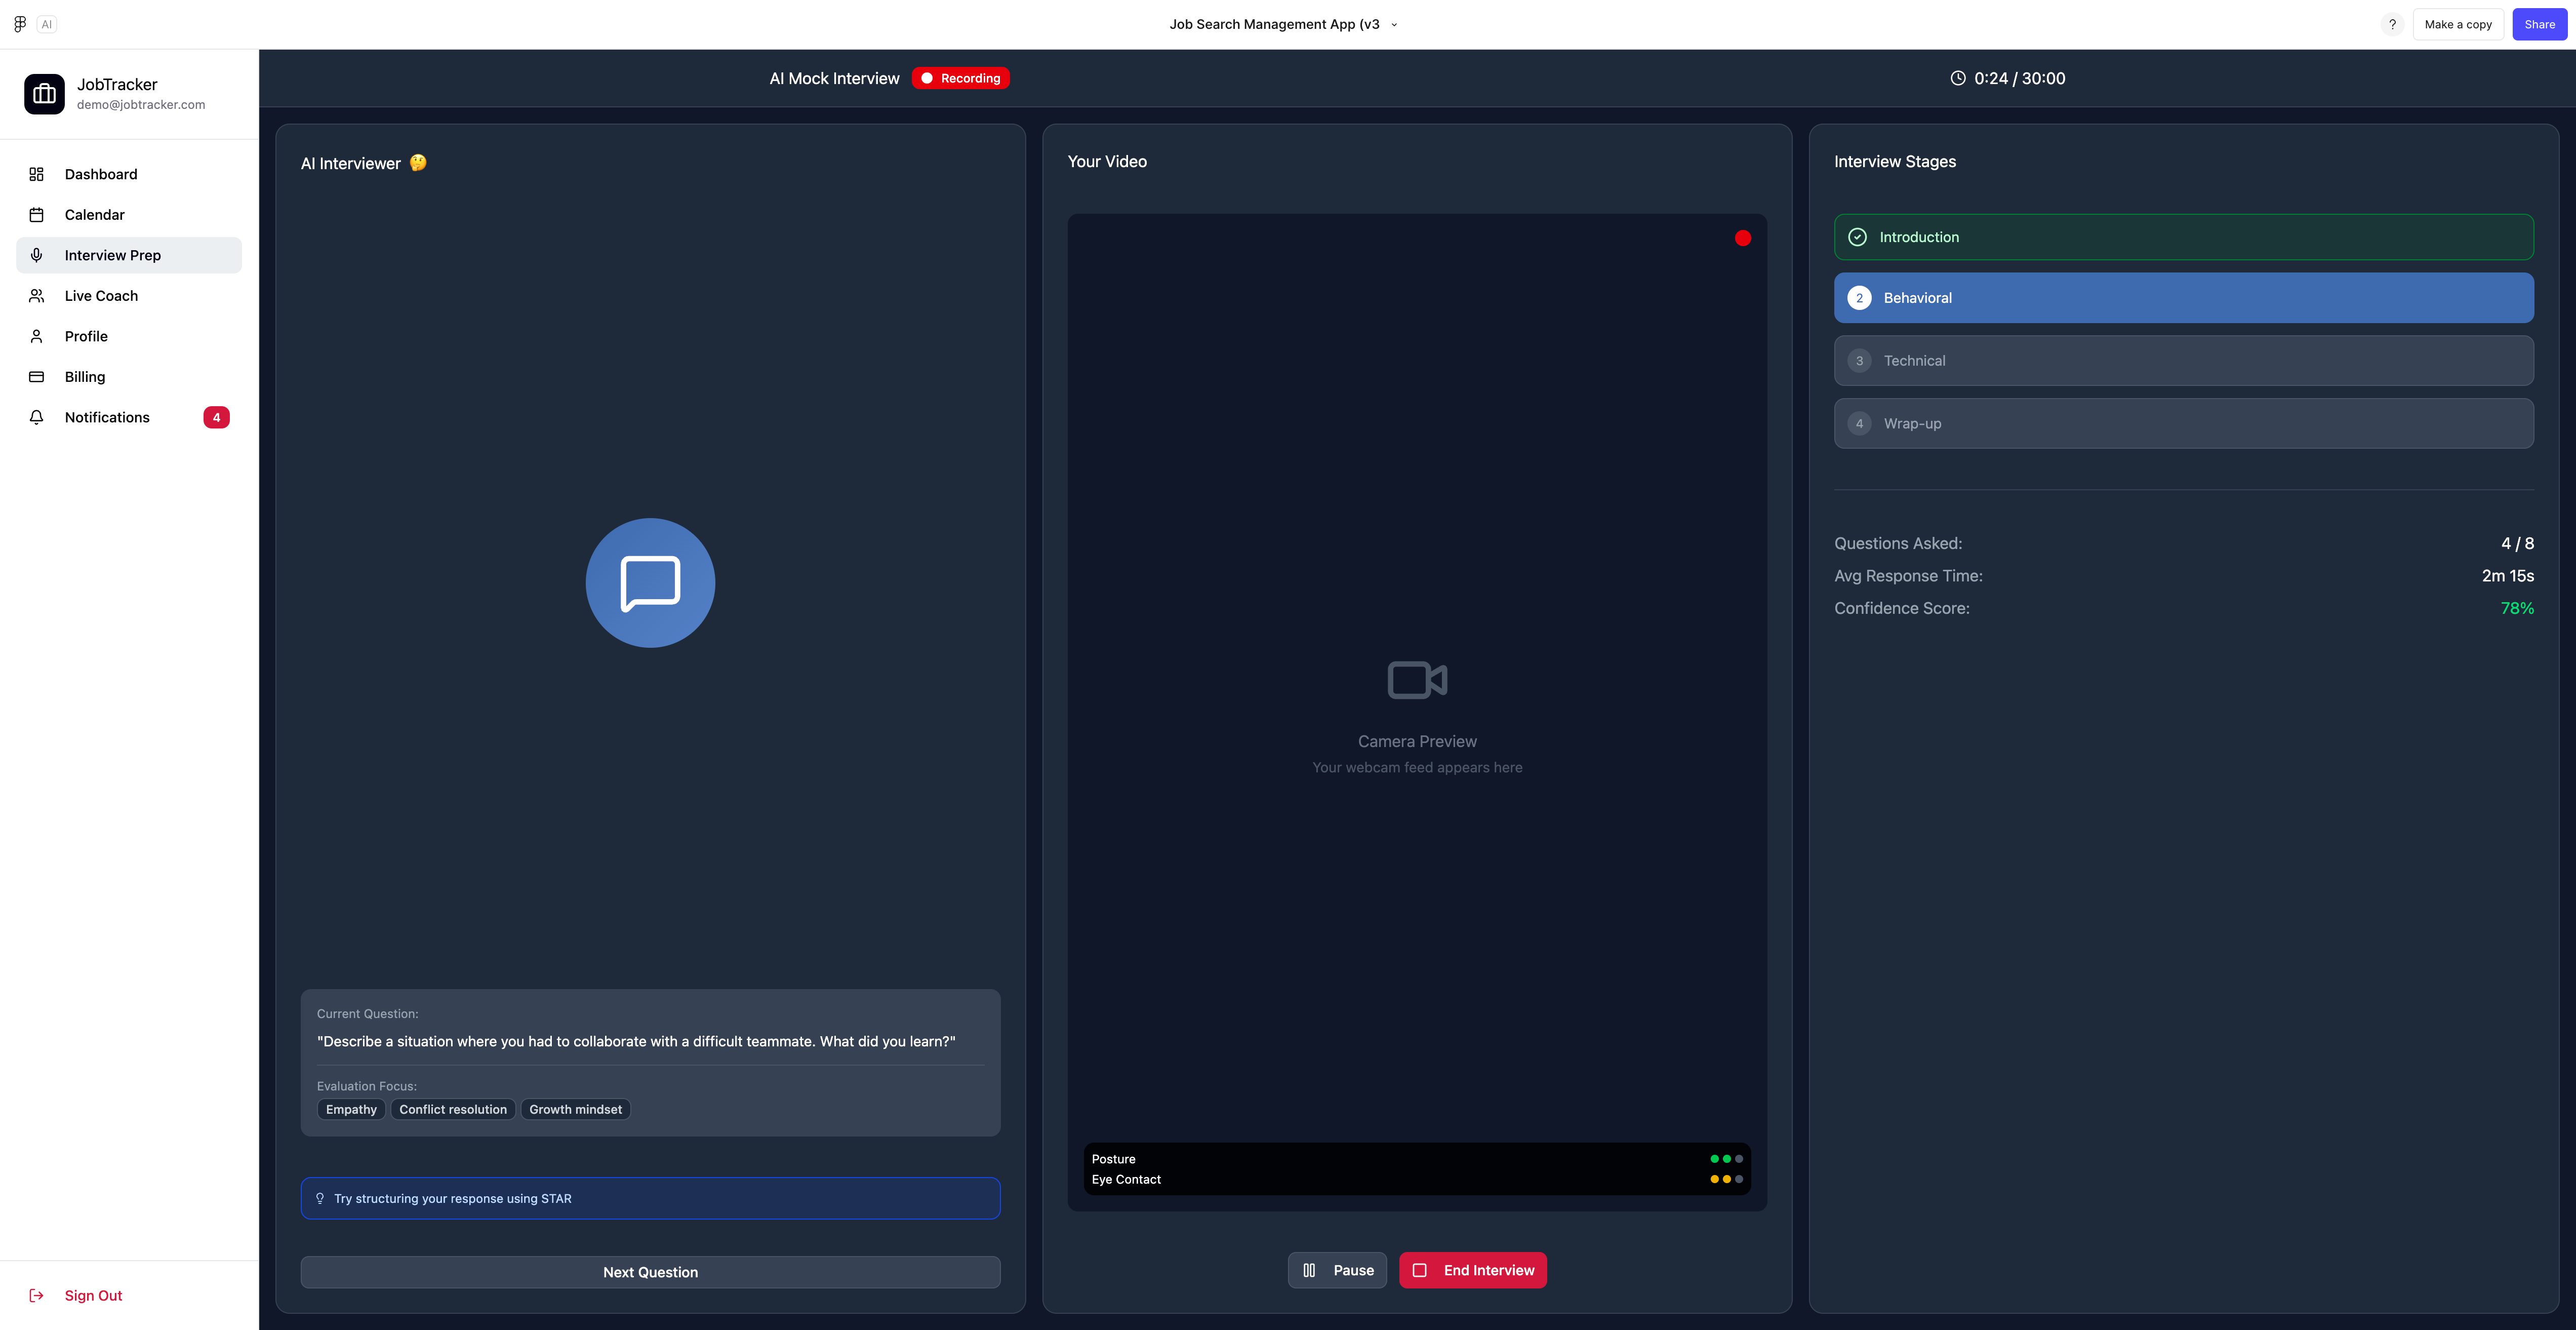 AI
Job Search Management App (v3
?
Make a copy
Share
JobTracker
demo@jobtracker.com
Dashboard
Calendar
Interview Prep
Live Coach
Profile
Billing
Notifications
4
Sign Out
AI Mock Interview
Recording
0:24 / 30:00
AI Interviewer 🤔
Current Question:
"Describe a situation where you had to collaborate with a difficult teammate. What did you learn?"
Evaluation Focus:
Empathy
Conflict resolution
Growth mindset
Try structuring your response using STAR
Next Question
Your Video
Camera Preview
Your webcam feed appears here
Posture
Eye Contact
Pause
End Interview
Interview Stages
Introduction
2 Behavioral
3 Technical
4 Wrap-up
Questions Asked: 4 / 8
Avg Response Time: 2m 15s
Confidence Score: 78%